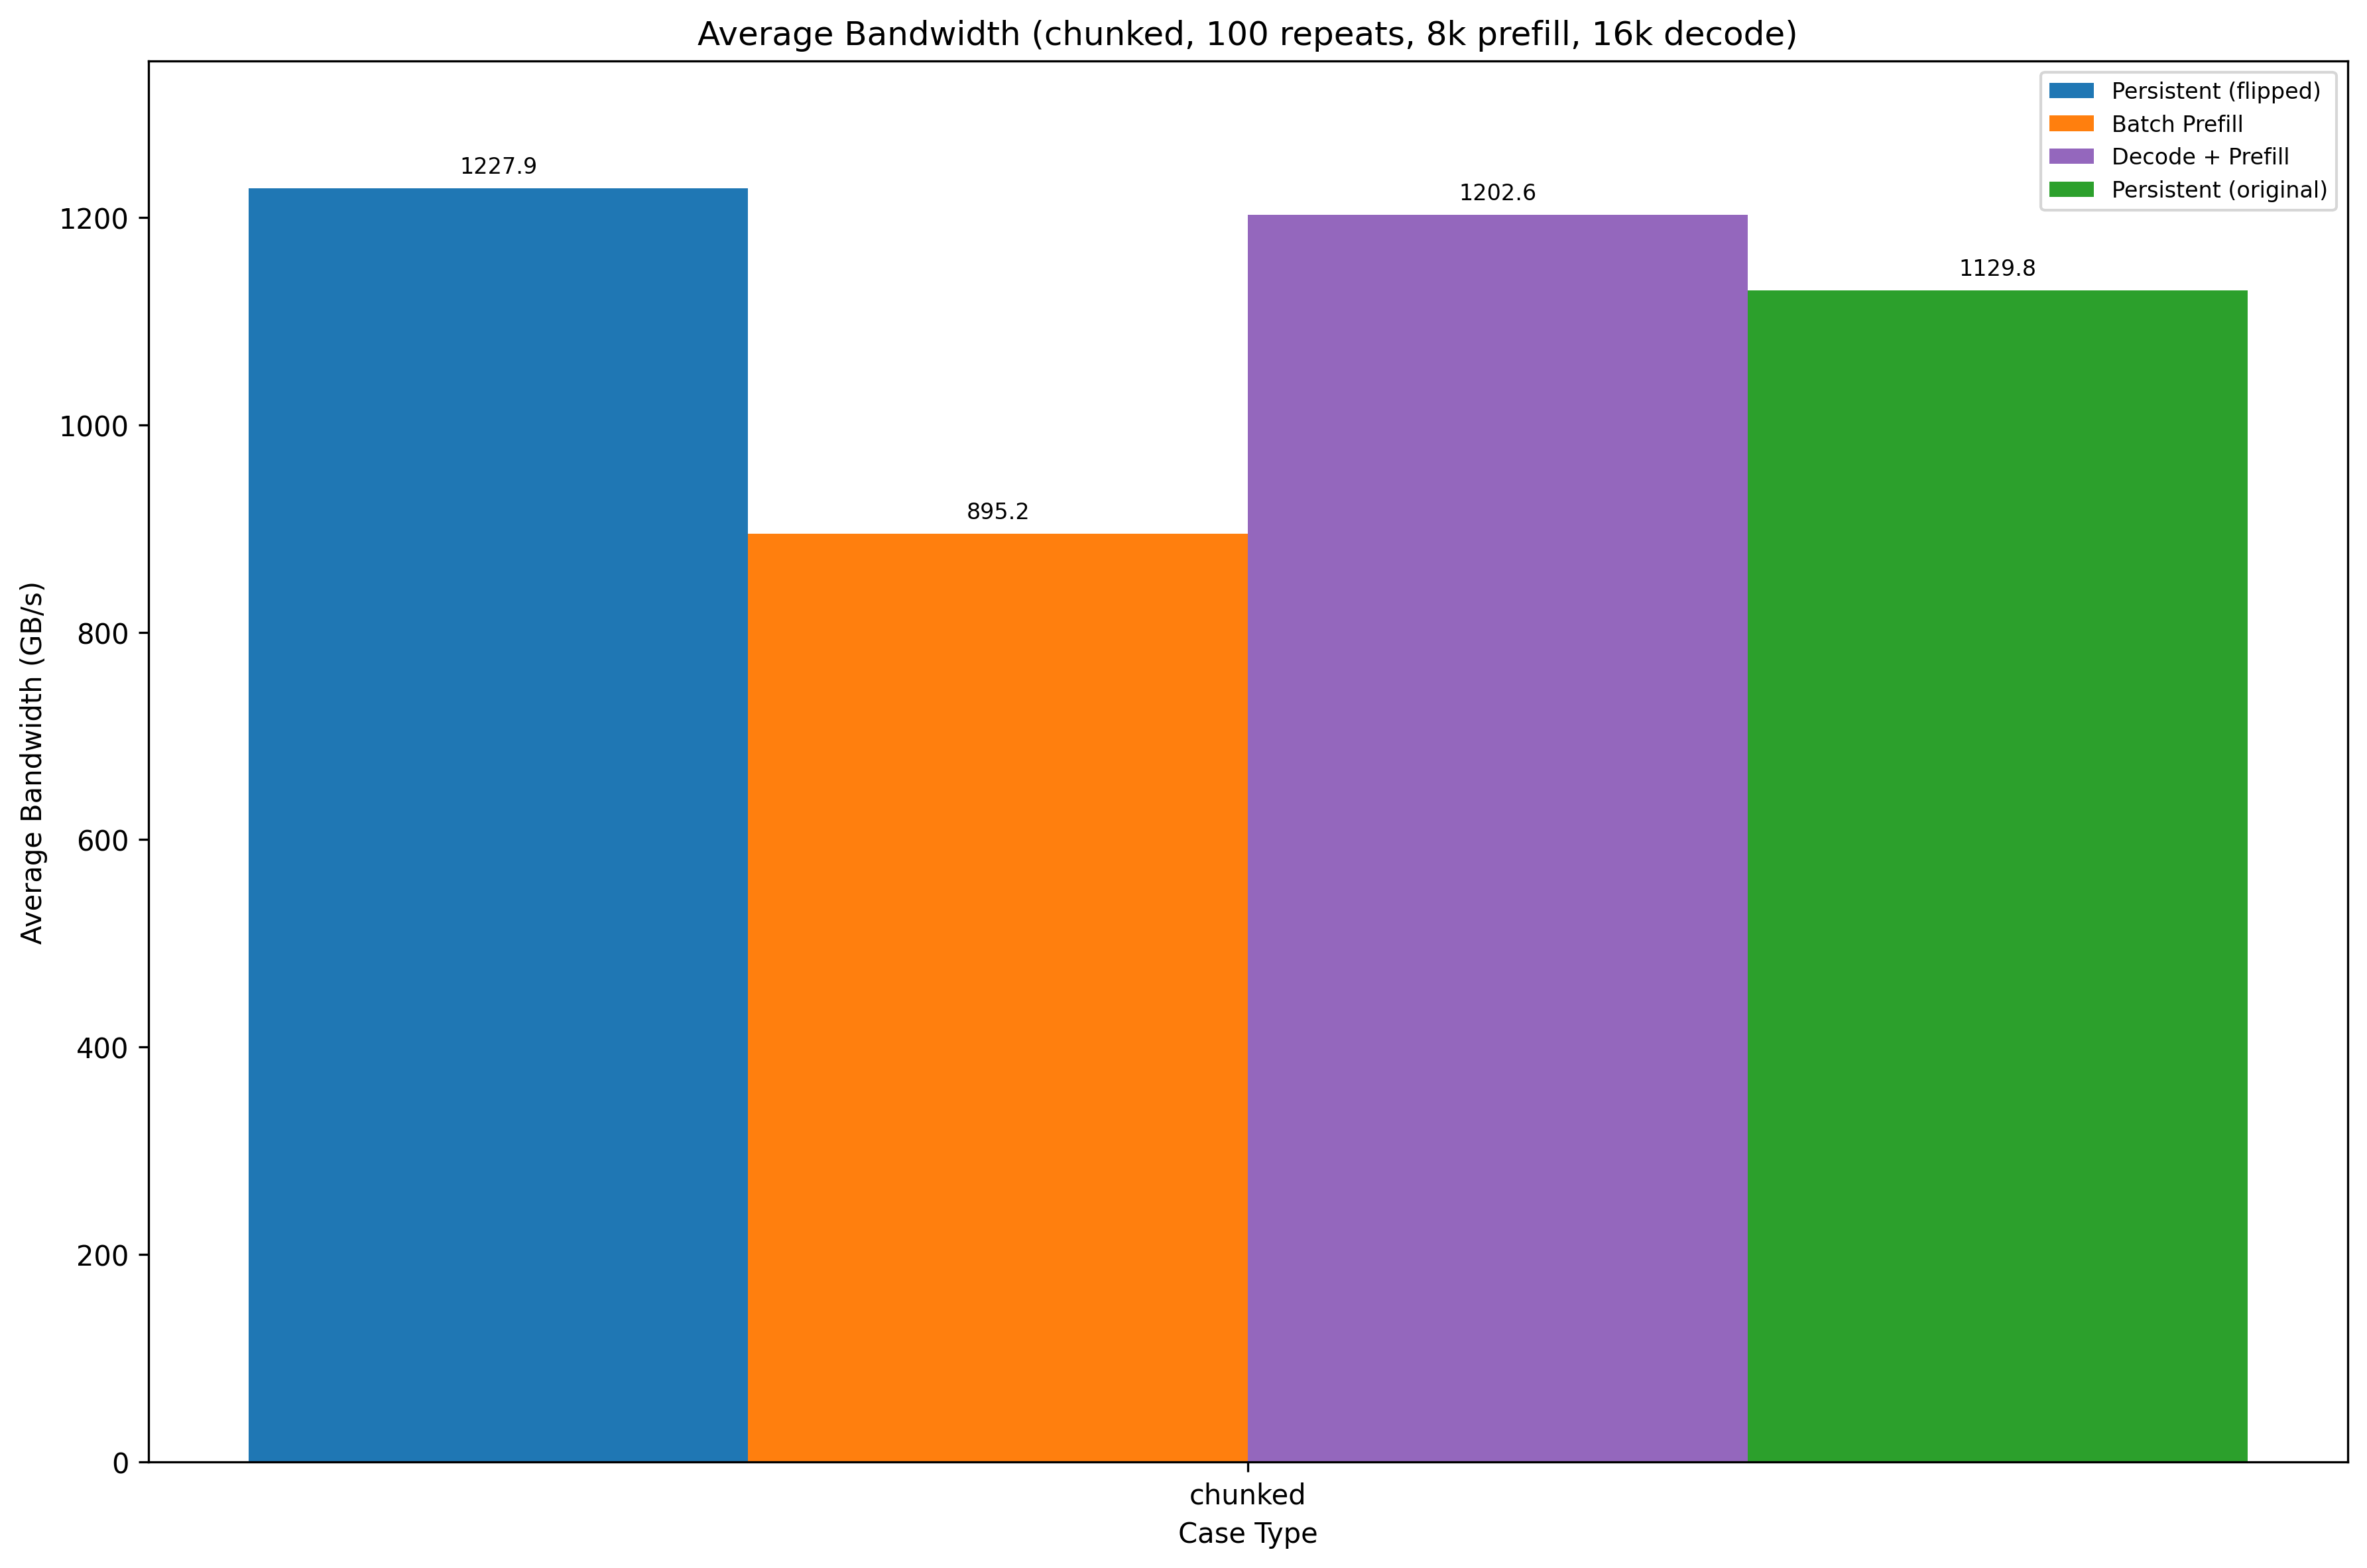 Average Bandwidth (chunked, 100 repeats, 8k prefill, 16k decode)
Persistent (flipped)
Batch Prefill
Decode + Prefill
Persistent (original)
1227.9
895.2
1202.6
1129.8
Average Bandwidth (GB/s)
1200
1000
800
600
400
200
0
chunked
Case Type